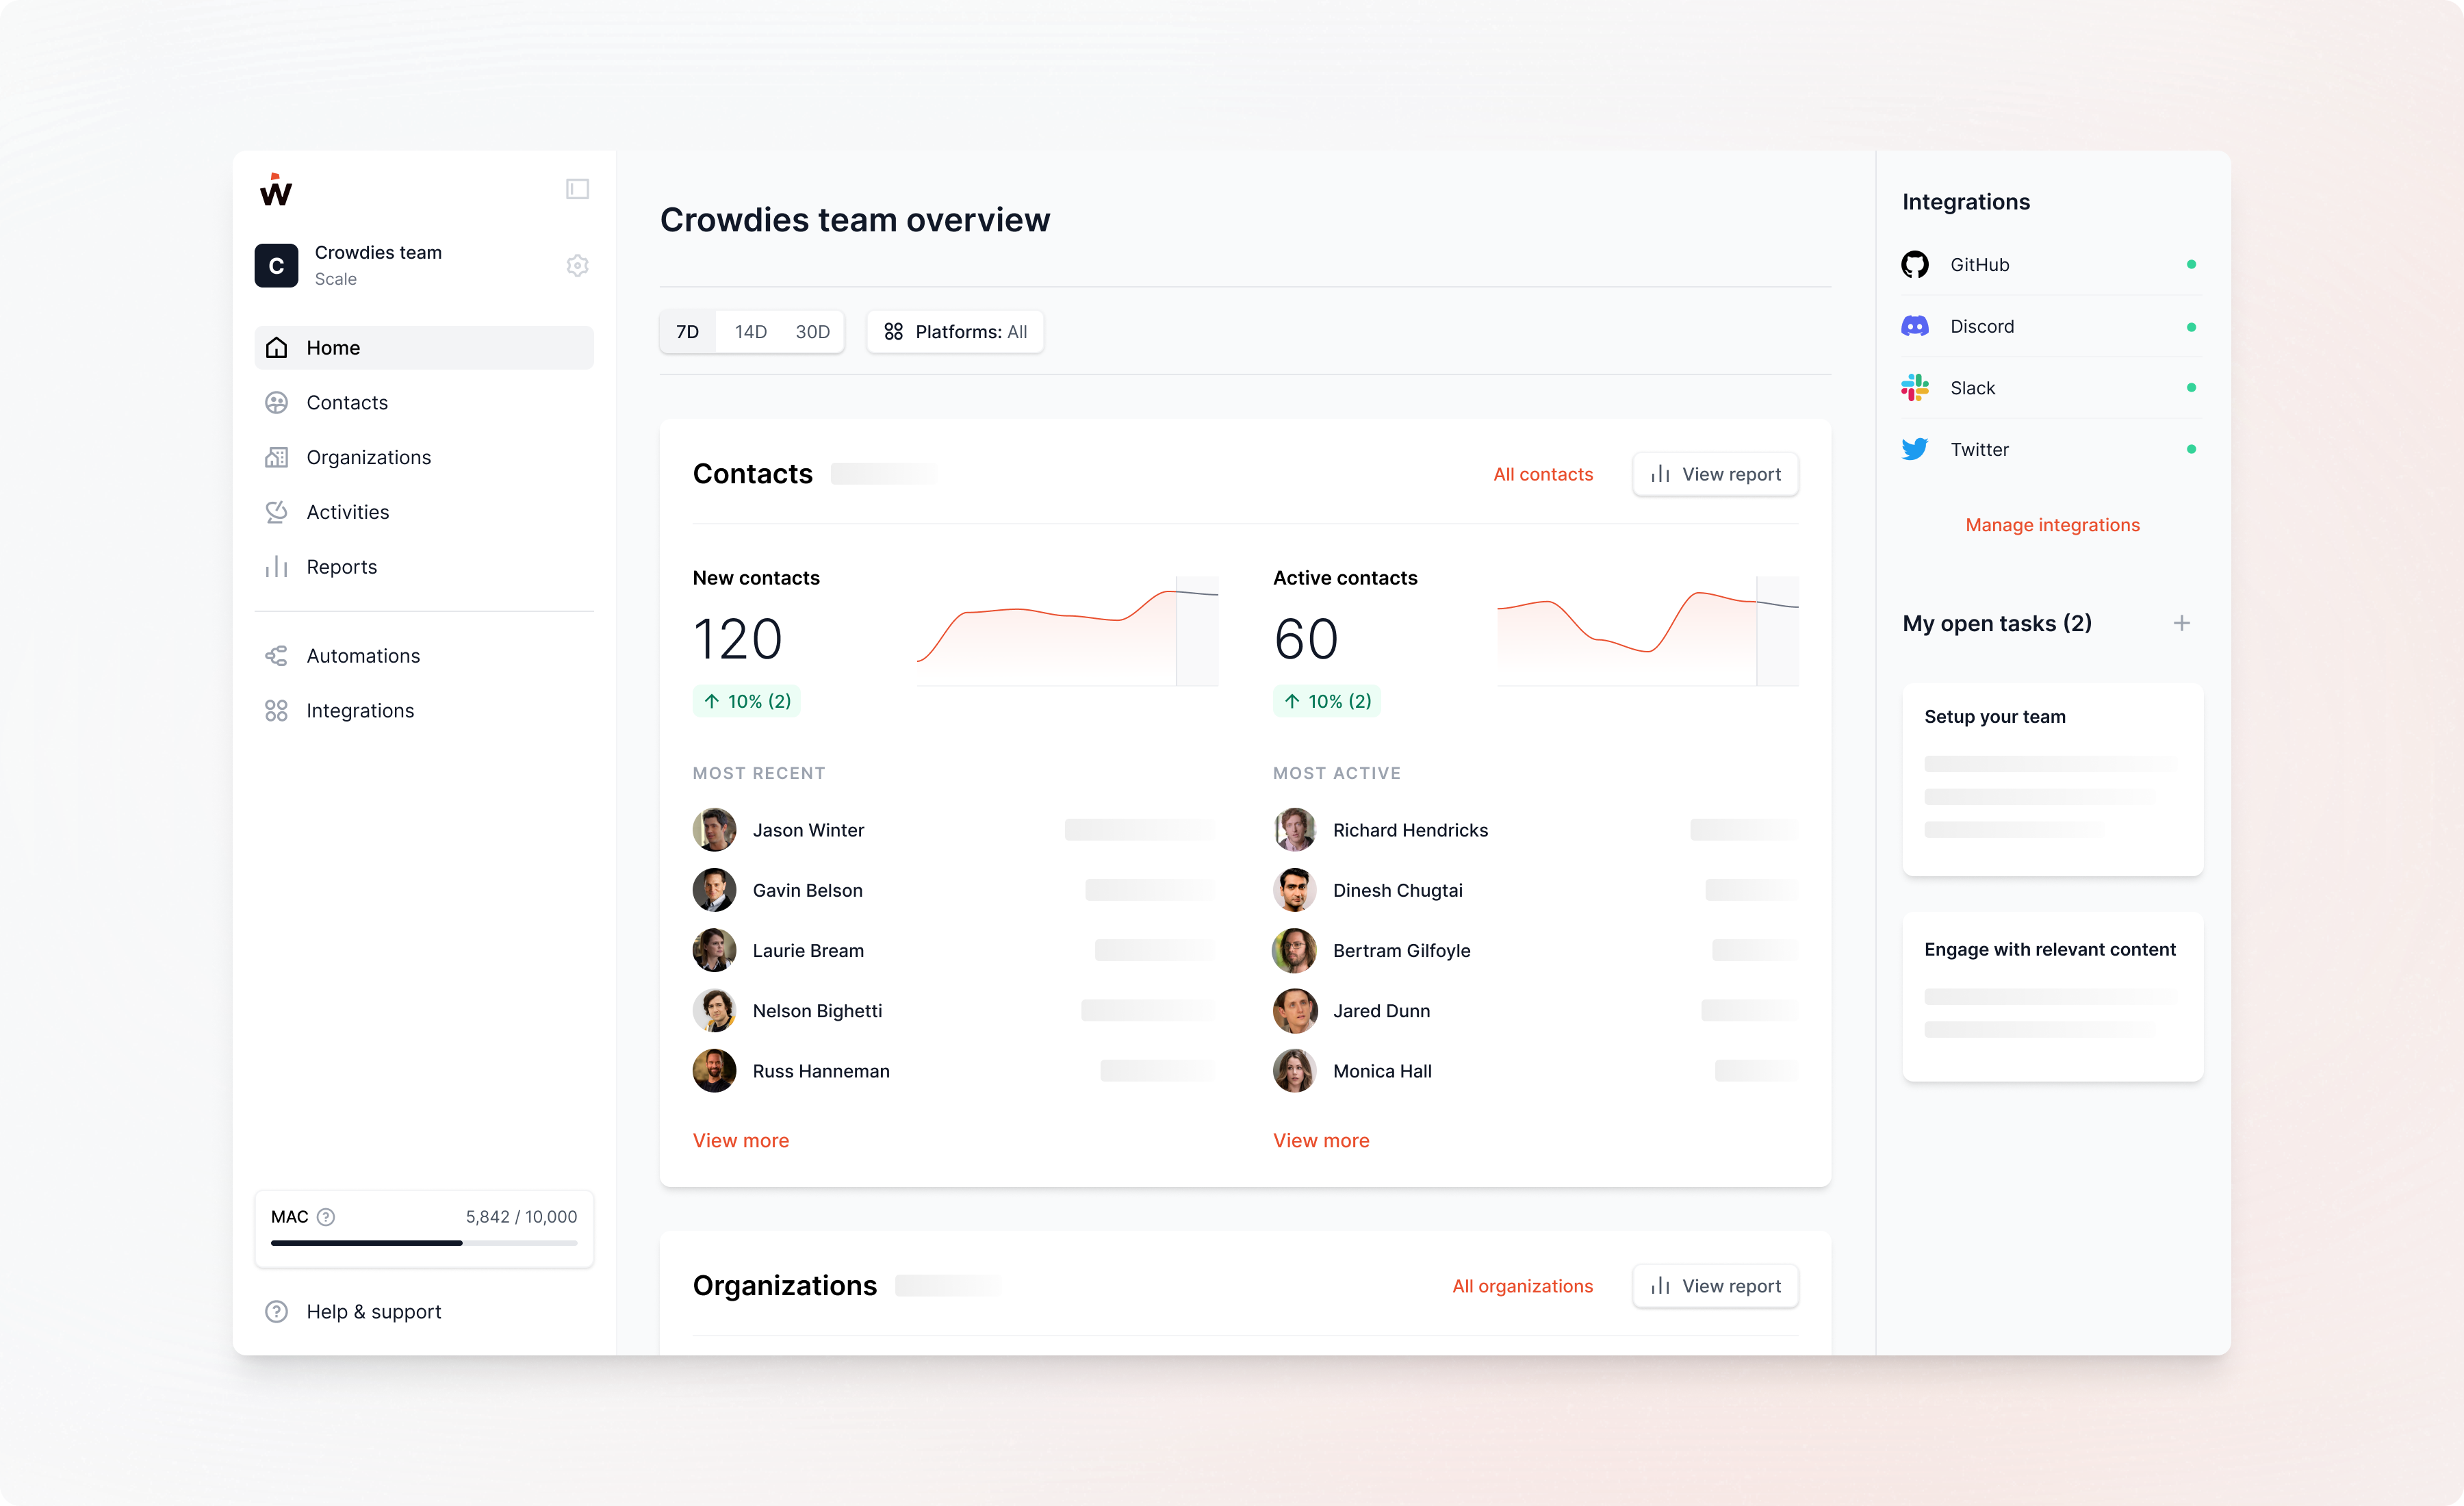 W
C
Crowdies team
Scale
Home
Contacts
Organizations
Activities
Reports
Automations
Integrations
MAC ?
5,842 / 10,000
? Help & support
Crowdies team overview
7D 14D 30D
Platforms: All
Contacts
All contacts
View report
New contacts
120
10% (2)
MOST RECENT
Jason Winter
Gavin Belson
Laurie Bream
Nelson Bighetti
Russ Hanneman
View more
Active contacts
60
10% (2)
MOST ACTIVE
Richard Hendricks
Dinesh Chugtai
Bertram Gilfoyle
Jared Dunn
Monica Hall
View more
Organizations
All organizations
View report
Integrations
GitHub
Discord
Slack
Twitter
Manage integrations
My open tasks (2) +
Setup your team
Engage with relevant content